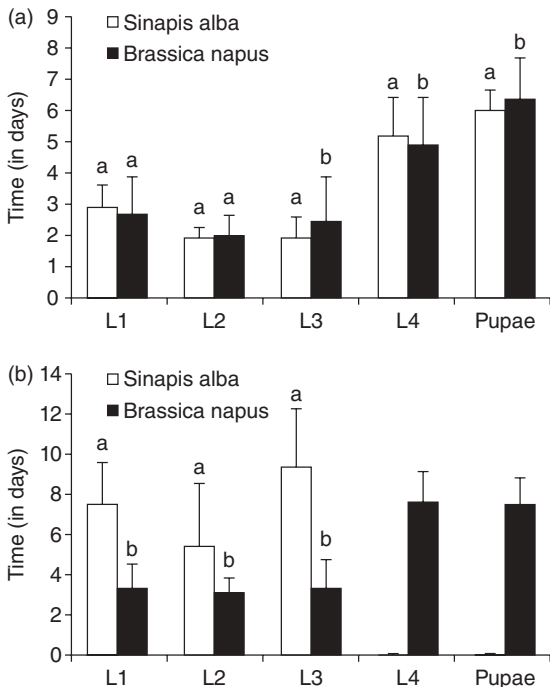 (a)
Sinapis alba
Brassica napus
Time (in days)
9
8
7
6
5
4
3
2
1
0
a a a a a b a b a b
L1 L2 L3 L4 Pupae
(b)
Sinapis alba
Brassica napus
Time (in days)
14
12
10
8
6
4
2
0
a b a b a b
L1 L2 L3 L4 Pupae